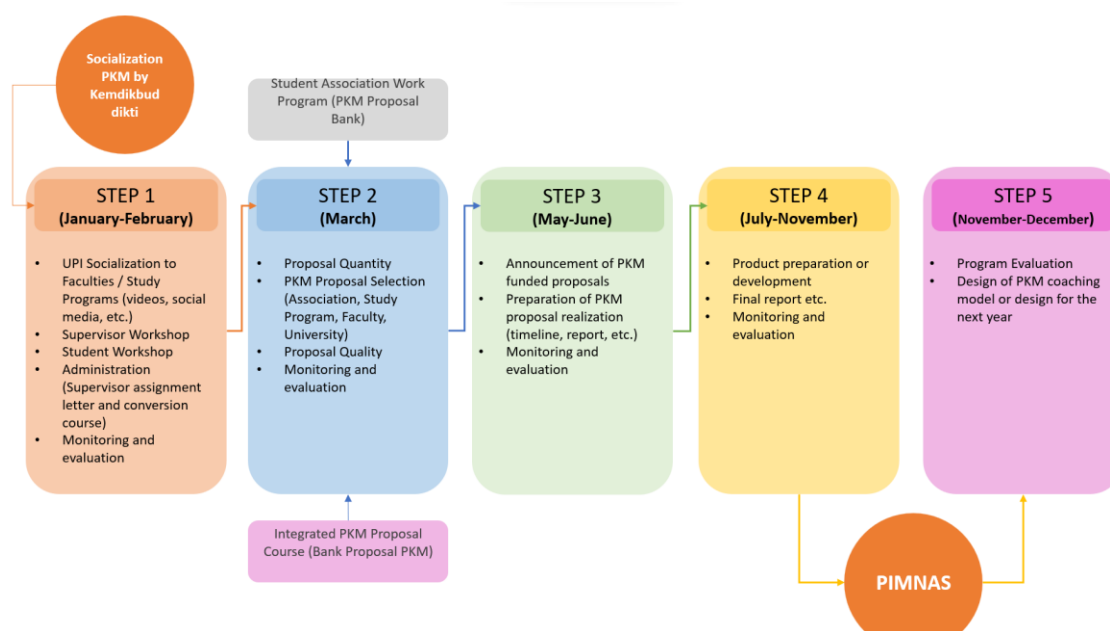 Socialization
PKM by
Kemdikbud
dikti
Student Association Work
Program (PKM Proposal
Bank)
STEP 1
(January-February)
• UPI Socialization to
Faculties / Study
Programs (videos, social
media, etc.)
• Supervisor Workshop
• Student Workshop
• Administration
(Supervisor assignment
letter and conversion
course)
• Monitoring and
evaluation
STEP 2
(March)
• Proposal Quantity
• PKM Proposal Selection
(Association, Study
Program, Faculty,
University)
• Proposal Quality
• Monitoring and
evaluation
STEP 3
(May-June)
• Announcement of PKM
funded proposals
• Preparation of PKM
proposal realization
(timeline, report, etc.)
• Monitoring and
evaluation
STEP 4
(July-November)
• Product preparation or
development
• Final report etc.
• Monitoring and
evaluation
STEP 5
(November-December)
• Program Evaluation
• Design of PKM coaching
model or design for the
next year
Integrated PKM Proposal
Course (Bank Proposal PKM)
PIMNAS